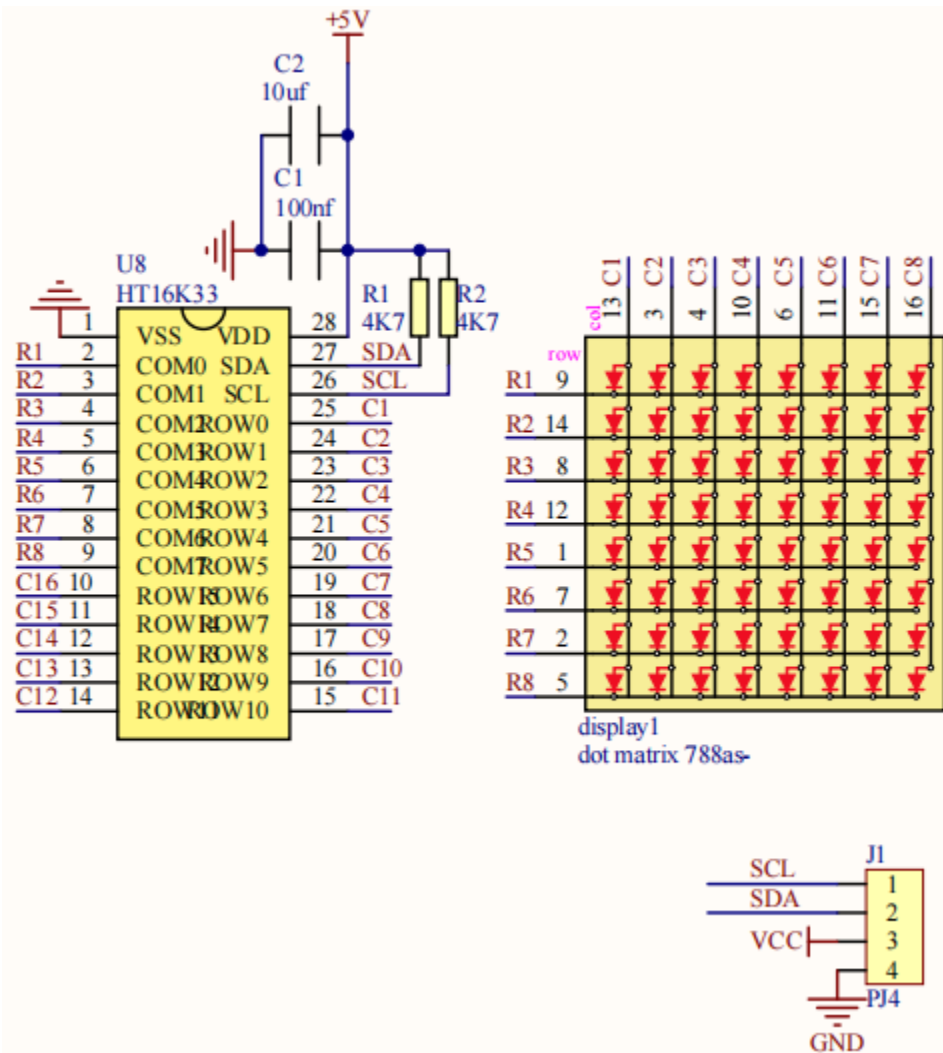 +5V
C2
10uf
C1
100nf
U8
HT16K33
R1
4K7
R2
4K7
1 VSS VDD 28
R1 2 COM0 SDA 27 SDA
R2 3 COM1 SCL 26 SCL
R3 4 COM2 ROW0 25 C1
R4 5 COM3 ROW1 24 C2
R5 6 COM4 ROW2 23 C3
R6 7 COM5 ROW3 22 C4
R7 8 COM6 ROW4 21 C5
R8 9 COM7 ROW5 20 C6
C16 10 ROW15 ROW6 19 C7
C15 11 ROW14 ROW7 18 C8
C14 12 ROW13 ROW8 17 C9
C13 13 ROW12 ROW9 16 C10
C12 14 ROW11 ROW10 15 C11
C1 C2 C3 C4 C5 C6 C7 C8
col 13 3 4 10 6 11 15 16
row
R1 9
R2 14
R3 8
R4 12
R5 1
R6 7
R7 2
R8 5
display1
dot matrix 788as-
J1
SCL 1
SDA 2
VCC 3
4
PJ4
GND